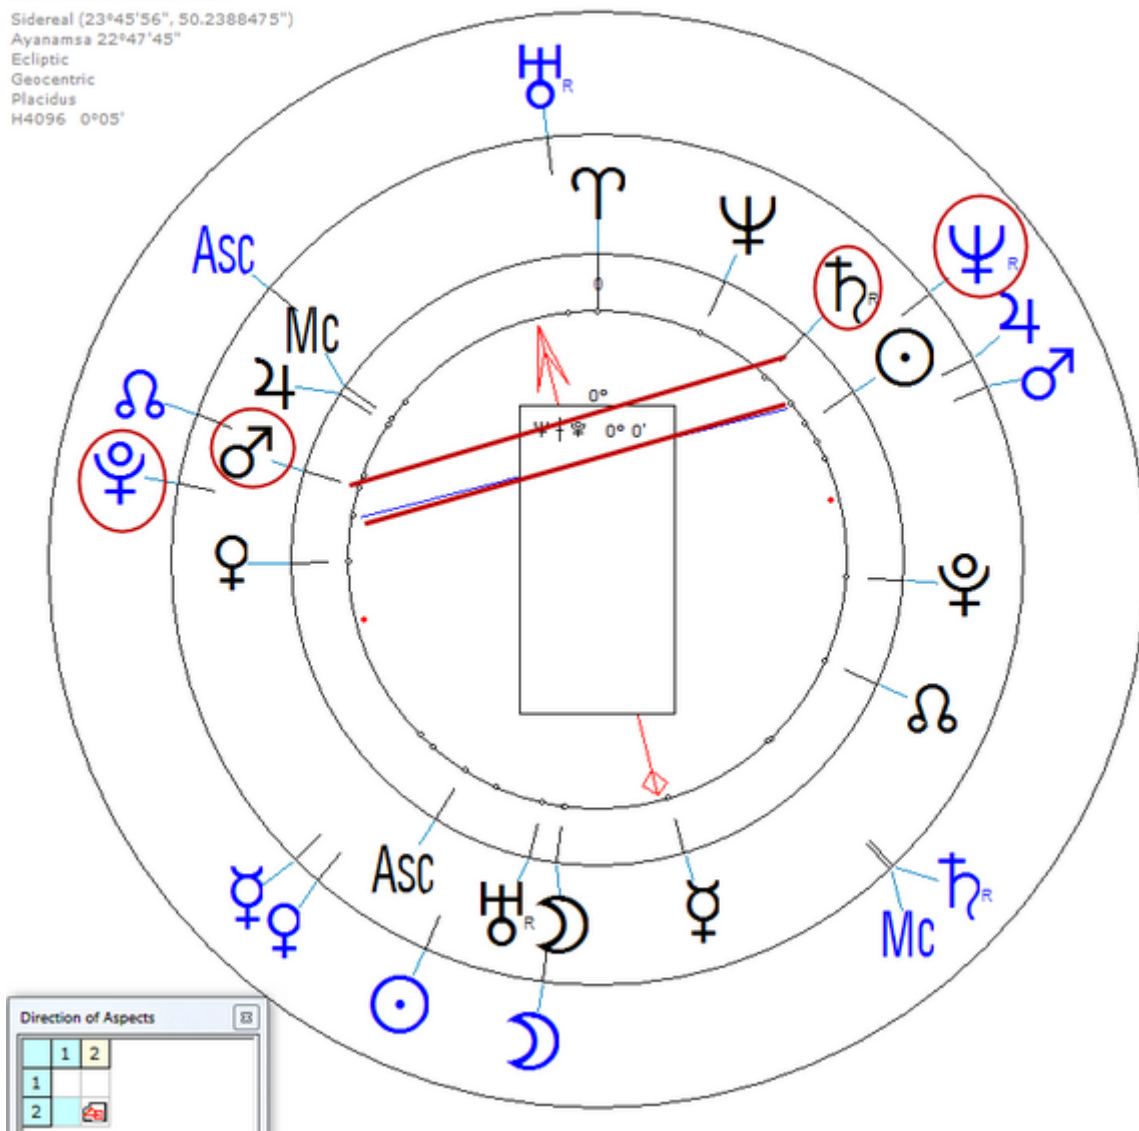 Sidereal (23°45'56", 50.2388475")
Ayanamsa 22°47'45"
Ecliptic
Geocentric
Placidus
H4096 0°05'
♅ R
♈
♆
Asc
♄ R
♆ R
0
Mc
♃
☉
♃
♂
☊
♂
0°
♇
♆ † ♇ 0° 0'
♀
♇
☊
Asc
☿
♀
♅ R
☽
☿
♄ R
Mc
☉
☽
Direction of Aspects
1 2
1
2